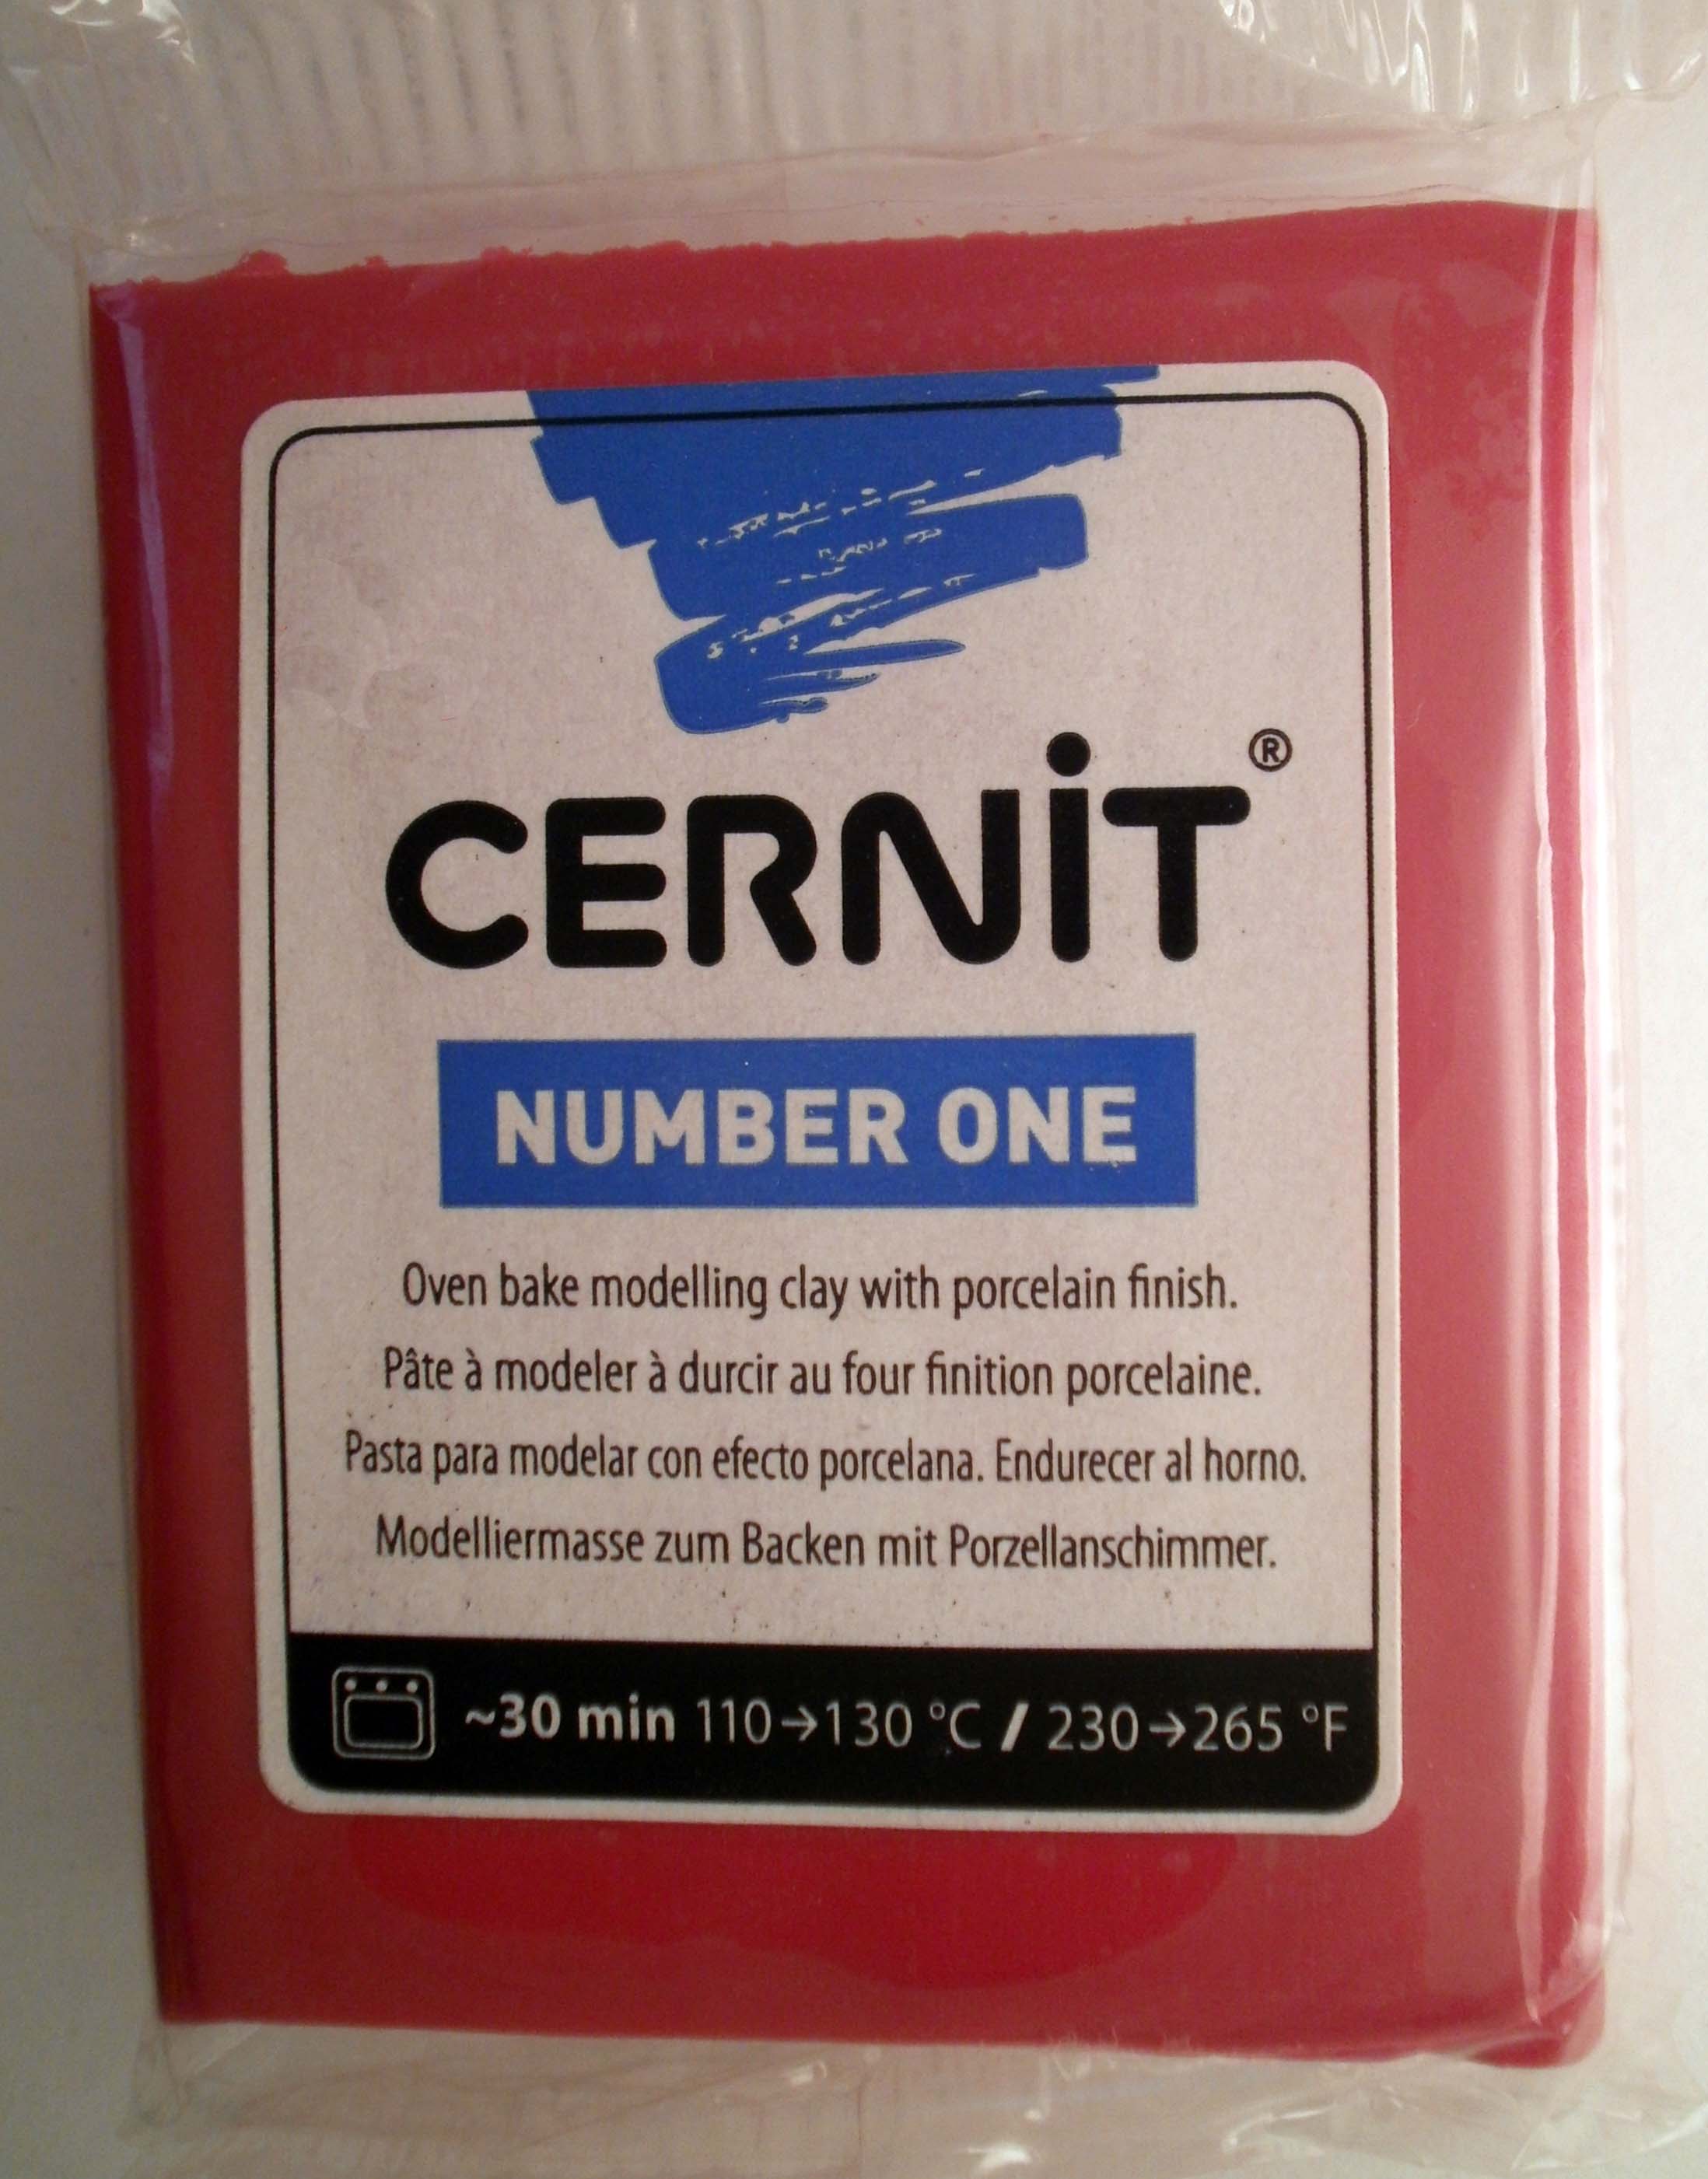 CERNiT®
NUMBER ONE
Oven bake modelling clay with porcelain finish.
Pâte à modeler à durcir au four finition porcelaine.
Pasta para modelar con efecto porcelana. Endurecer al horno.
Modelliermasse zum Backen mit Porzellanschimmer.
~30 min 110→130 °C / 230→265 °F